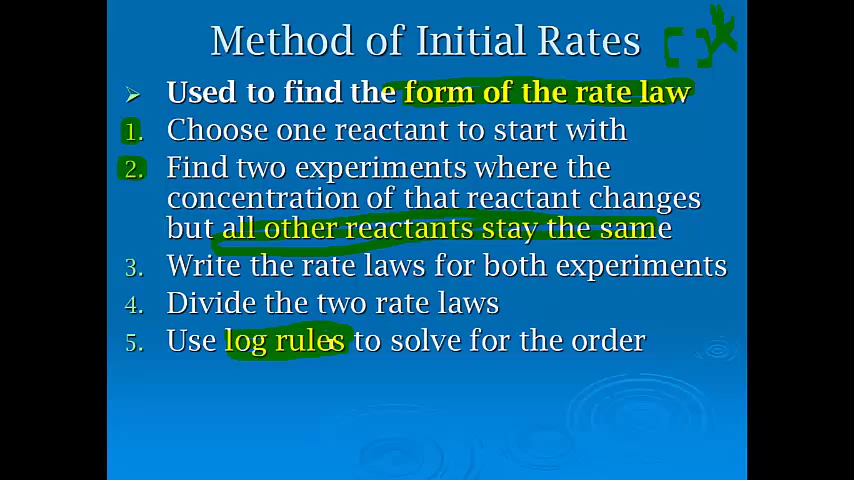 Method of Initial Rates
Used to find the form of the rate law
1. Choose one reactant to start with
2. Find two experiments where the
concentration of that reactant changes
but all other reactants stay the same
3. Write the rate laws for both experiments
4. Divide the two rate laws
5. Use log rules to solve for the order
[ ] x